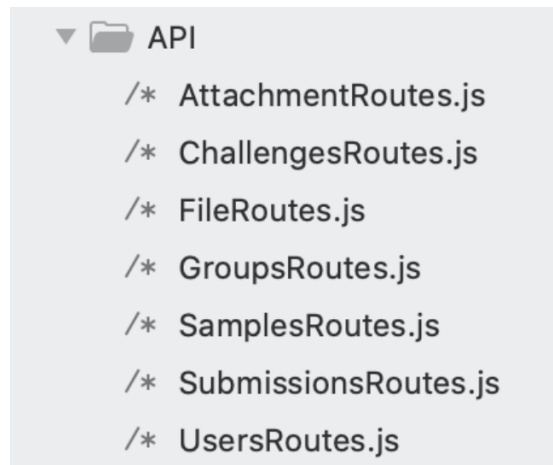 API
/* AttachmentRoutes.js
/* ChallengesRoutes.js
/* FileRoutes.js
/* GroupsRoutes.js
/* SamplesRoutes.js
/* SubmissionsRoutes.js
/* UsersRoutes.js